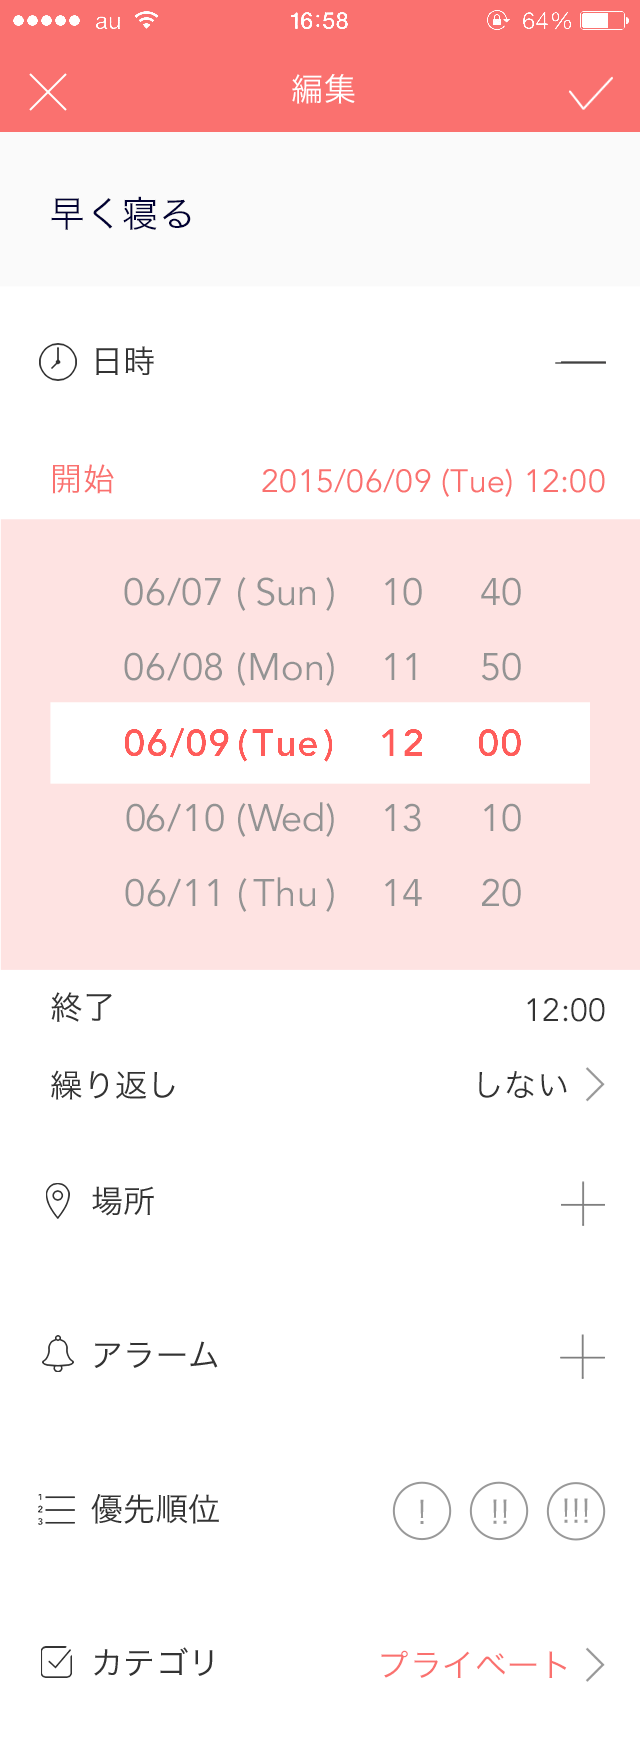 au 16:58 64%
編集
早く寝る
日時
開始 2015/06/09 (Tue) 12:00
06/07 (Sun) 10 40
06/08 (Mon) 11 50
06/09 (Tue) 12 00
06/10 (Wed) 13 10
06/11 (Thu) 14 20
終了 12:00
繰り返し しない
場所
アラーム
1
2
3
優先順位 ! !! !!!
カテゴリ プライベート